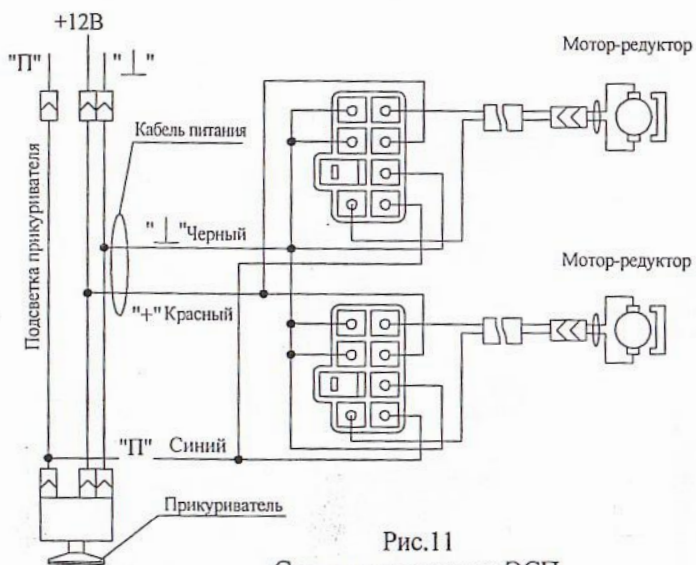 +12В
"П"
"⊥"
Мотор-редуктор
Кабель питания
Подсветка прикуривателя
"⊥" Черный
Мотор-редуктор
"+" Красный
"П" Синий
Прикуриватель
Рис.11